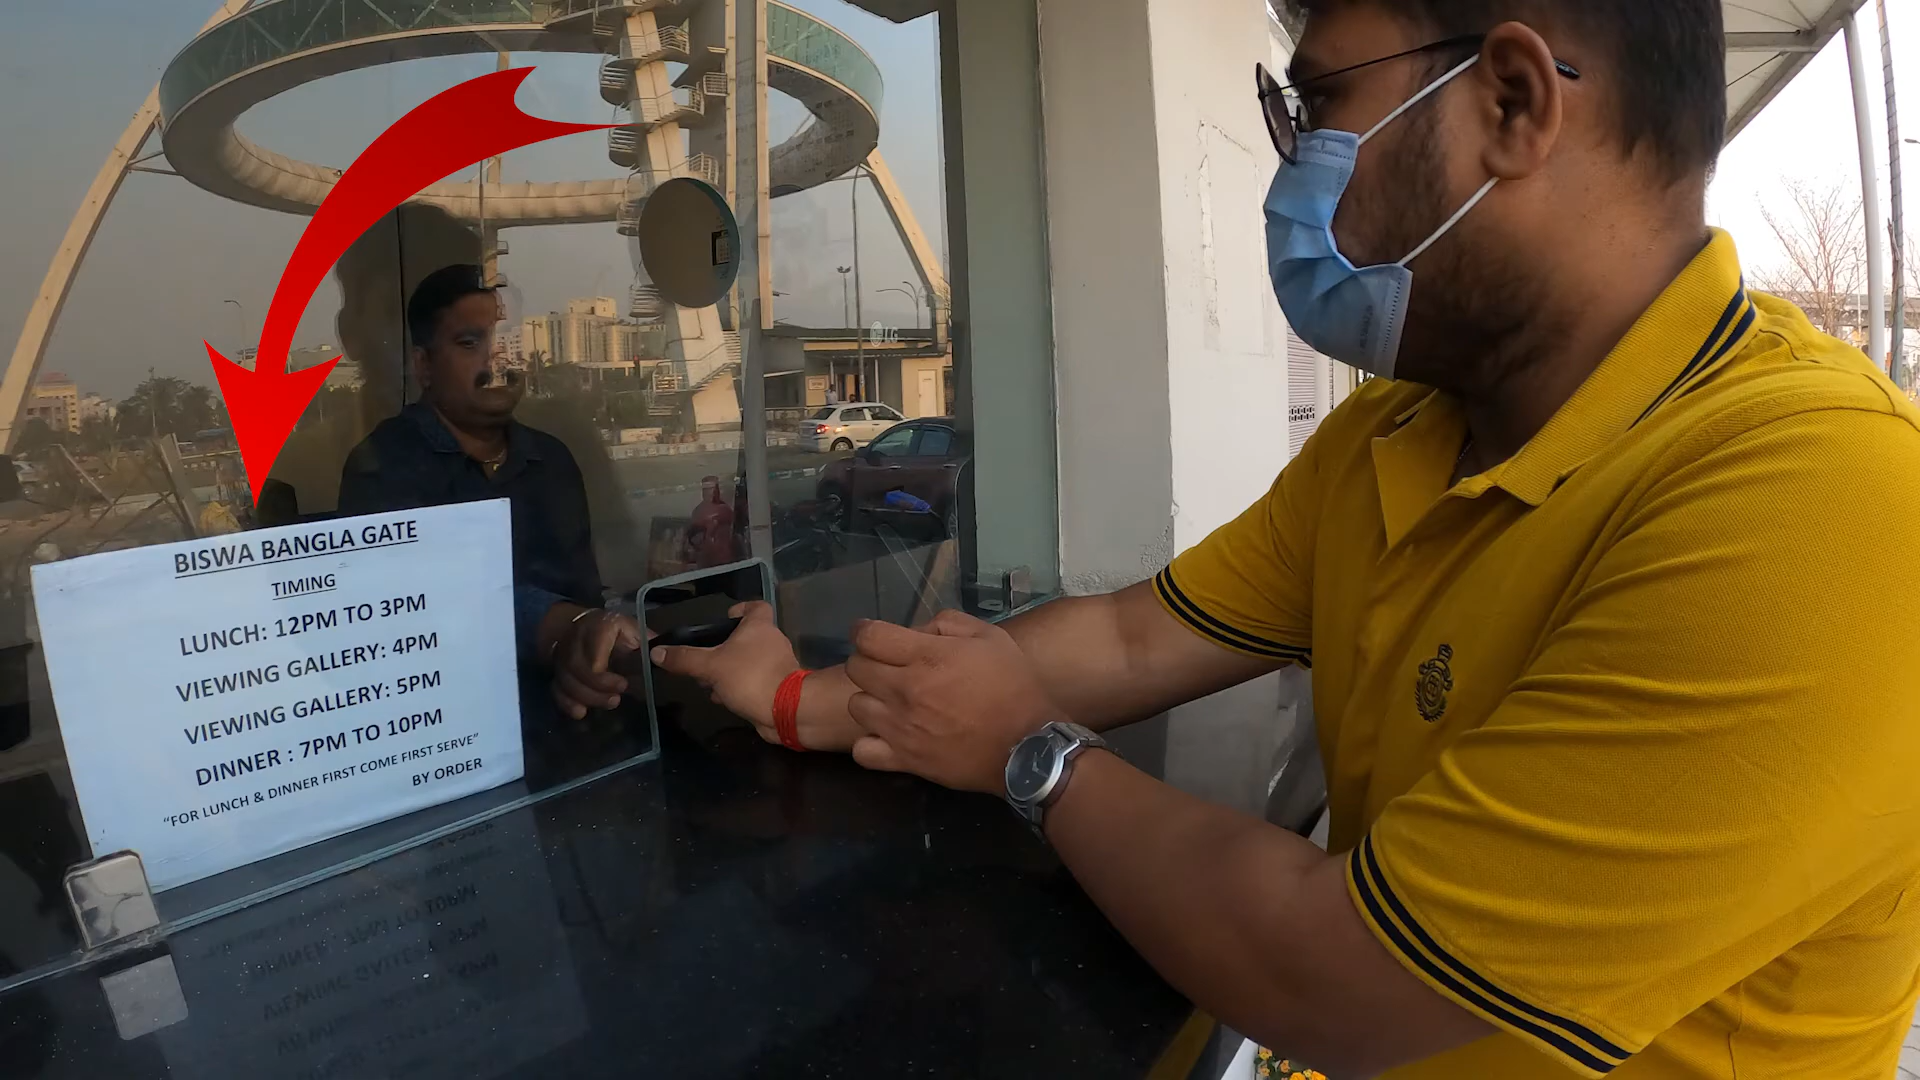 BISWA BANGLA GATE
TIMING
LUNCH: 12PM TO 3PM
VIEWING GALLERY: 4PM
VIEWING GALLERY: 5PM
DINNER : 7PM TO 10PM
"FOR LUNCH & DINNER FIRST COME FIRST SERVE"
BY ORDER
LG